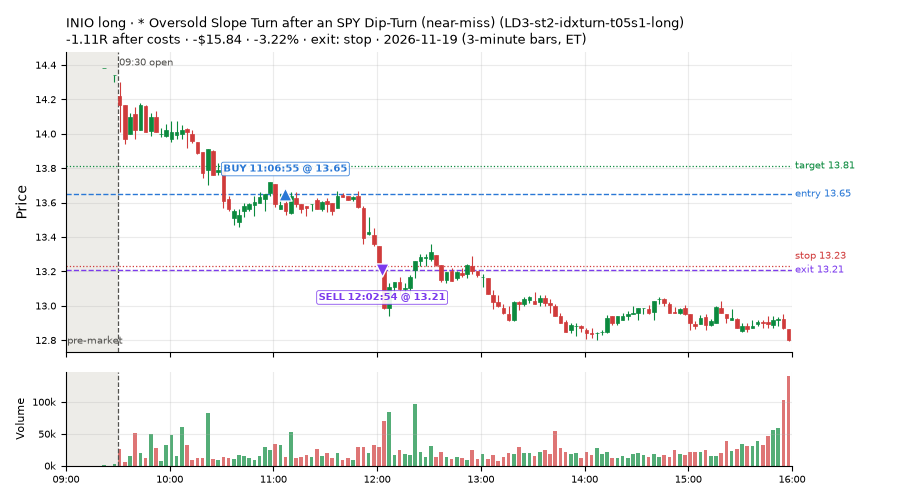 INIO long · * Oversold Slope Turn after an SPY Dip-Turn (near-miss) (LD3-st2-idxturn-t05s1-long)
-1.11R after costs · -$15.84 · -3.22% · exit: stop · 2026-11-19 (3-minute bars, ET)
14.4
09:30 open
14.2
14.0
13.8
target 13.81
BUY 11:06:55 @ 13.65
entry 13.65
13.6
Price
13.4
stop 13.23
13.2
exit 13.21
SELL 12:02:54 @ 13.21
13.0
12.8
pre-market
Volume
100k
50k
0k
09:00
10:00
11:00
12:00
13:00
14:00
15:00
16:00